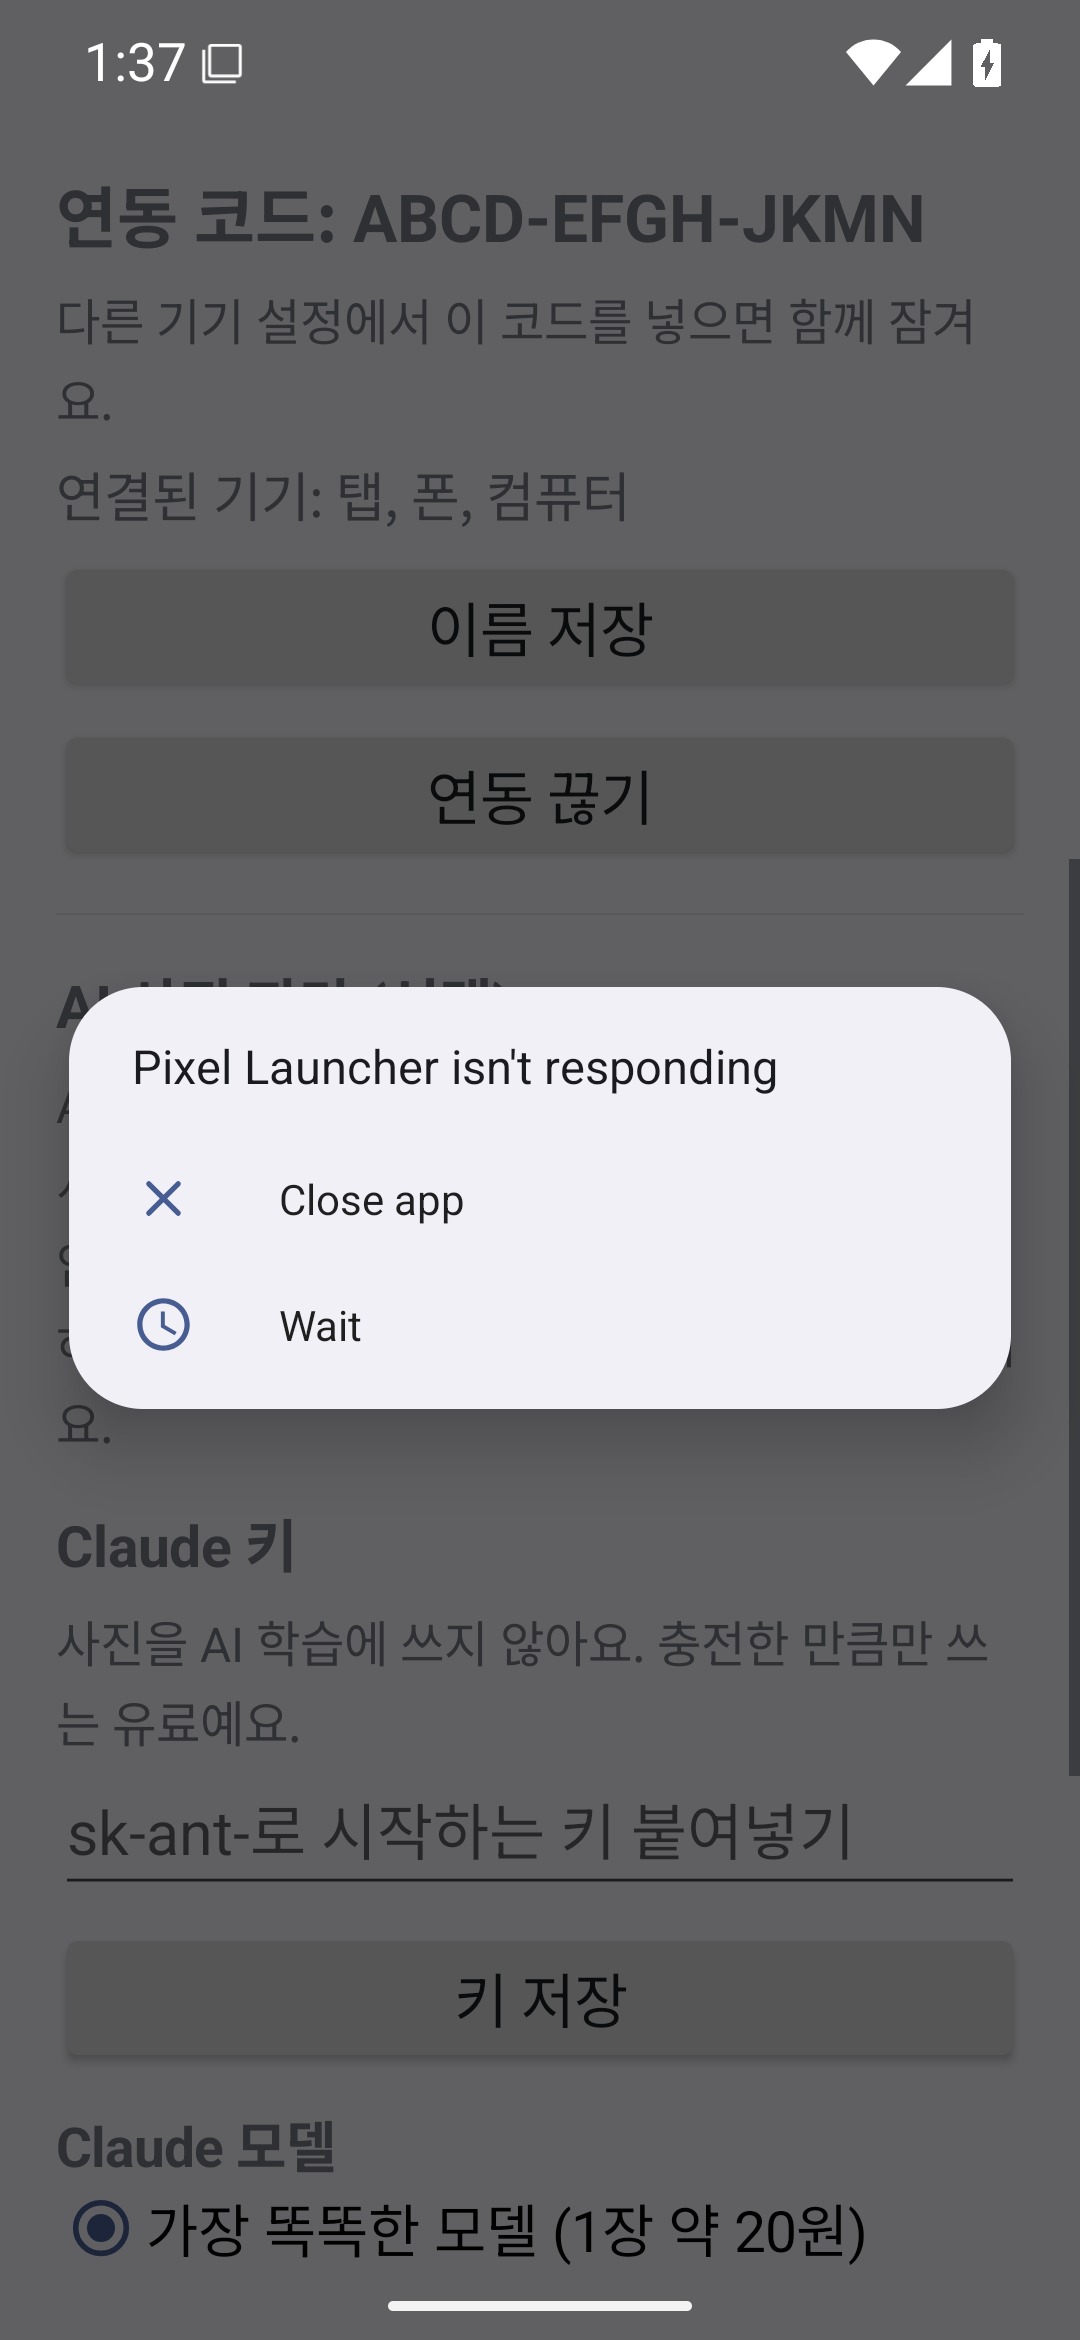 1:37
연동 코드: ABCD-EFGH-JKMN
다른 기기 설정에서 이 코드를 넣으면 함께 잠겨
요.
연결된 기기: 탭, 폰, 컴퓨터
이름 저장
연동 끊기
Pixel Launcher isn't responding
Close app
Wait
요.
Claude 키
사진을 AI 학습에 쓰지 않아요. 충전한 만큼만 쓰
는 유료예요.
sk-ant-로 시작하는 키 붙여넣기
키 저장
Claude 모델
가장 똑똑한 모델 (1장 약 20원)